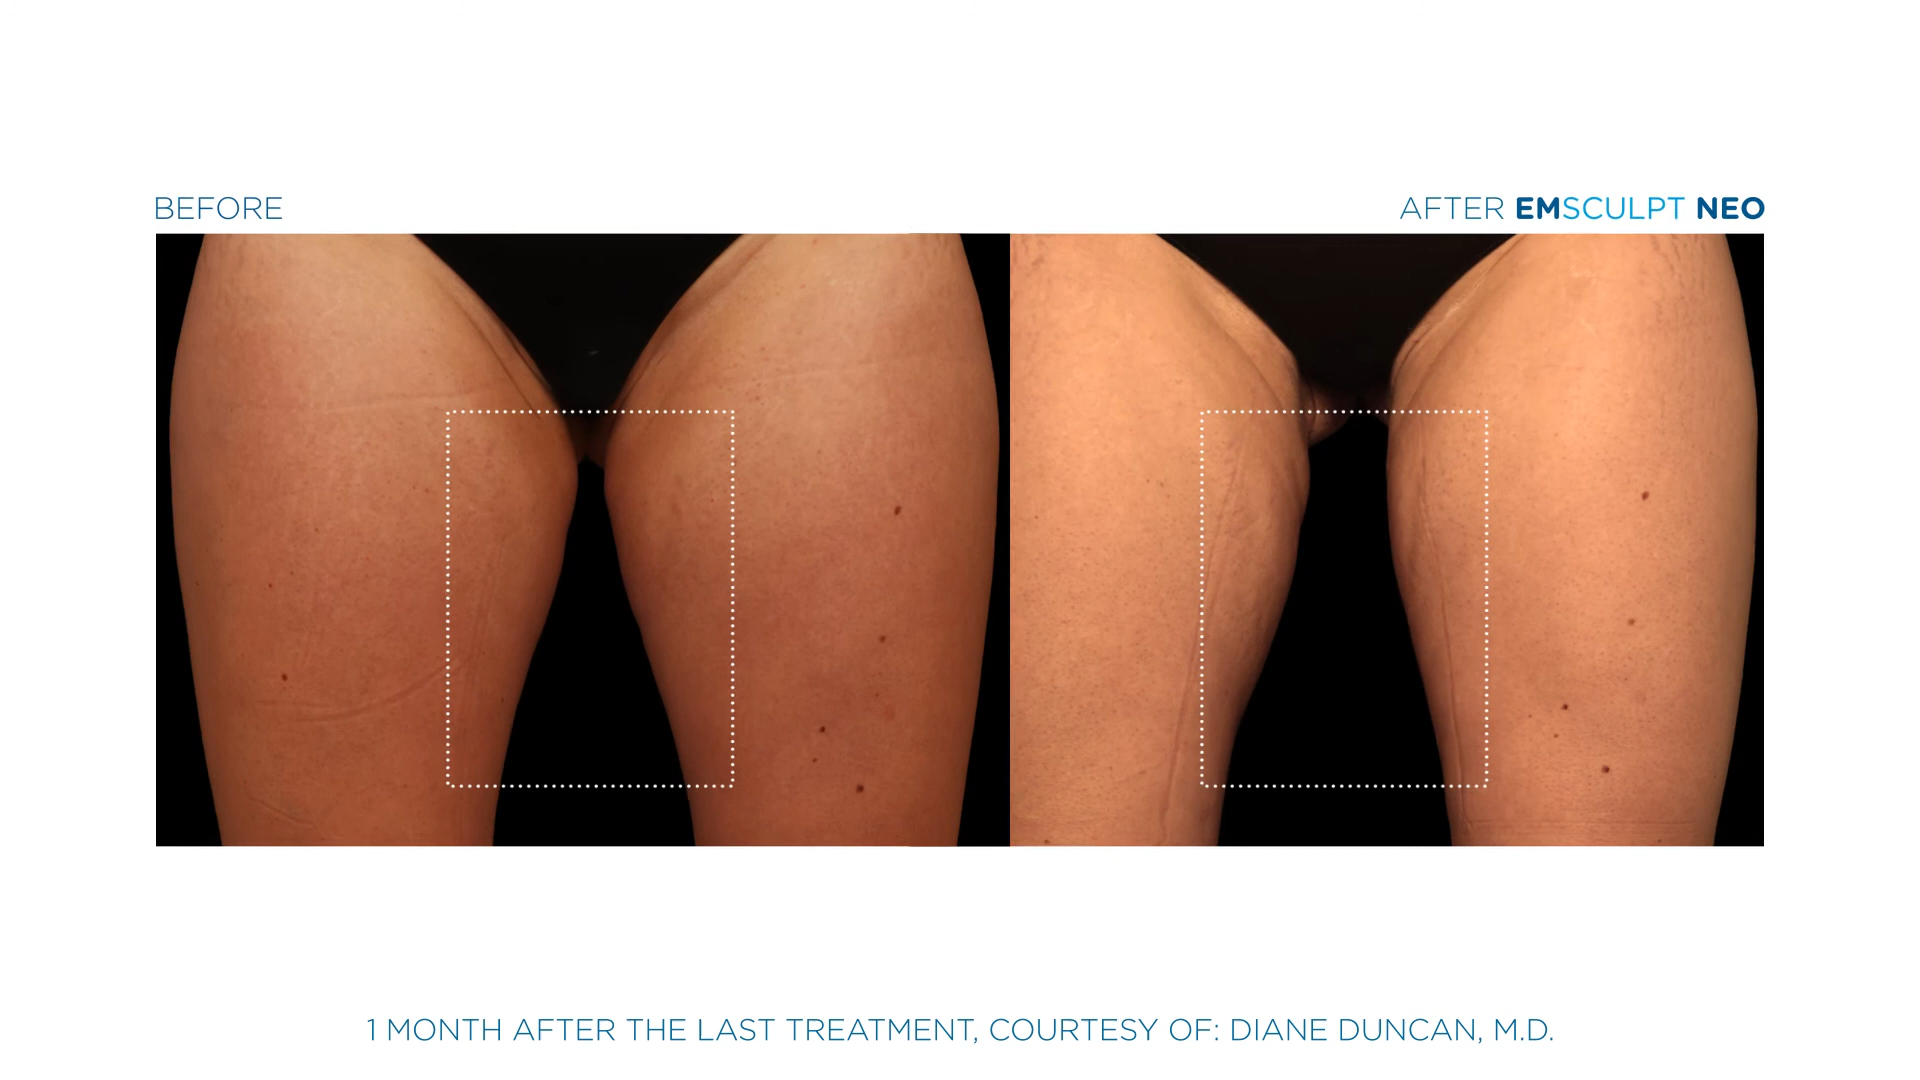 BEFORE
AFTER EMSCULPT NEO
1 MONTH AFTER THE LAST TREATMENT, COURTESY OF: DIANE DUNCAN, M.D.